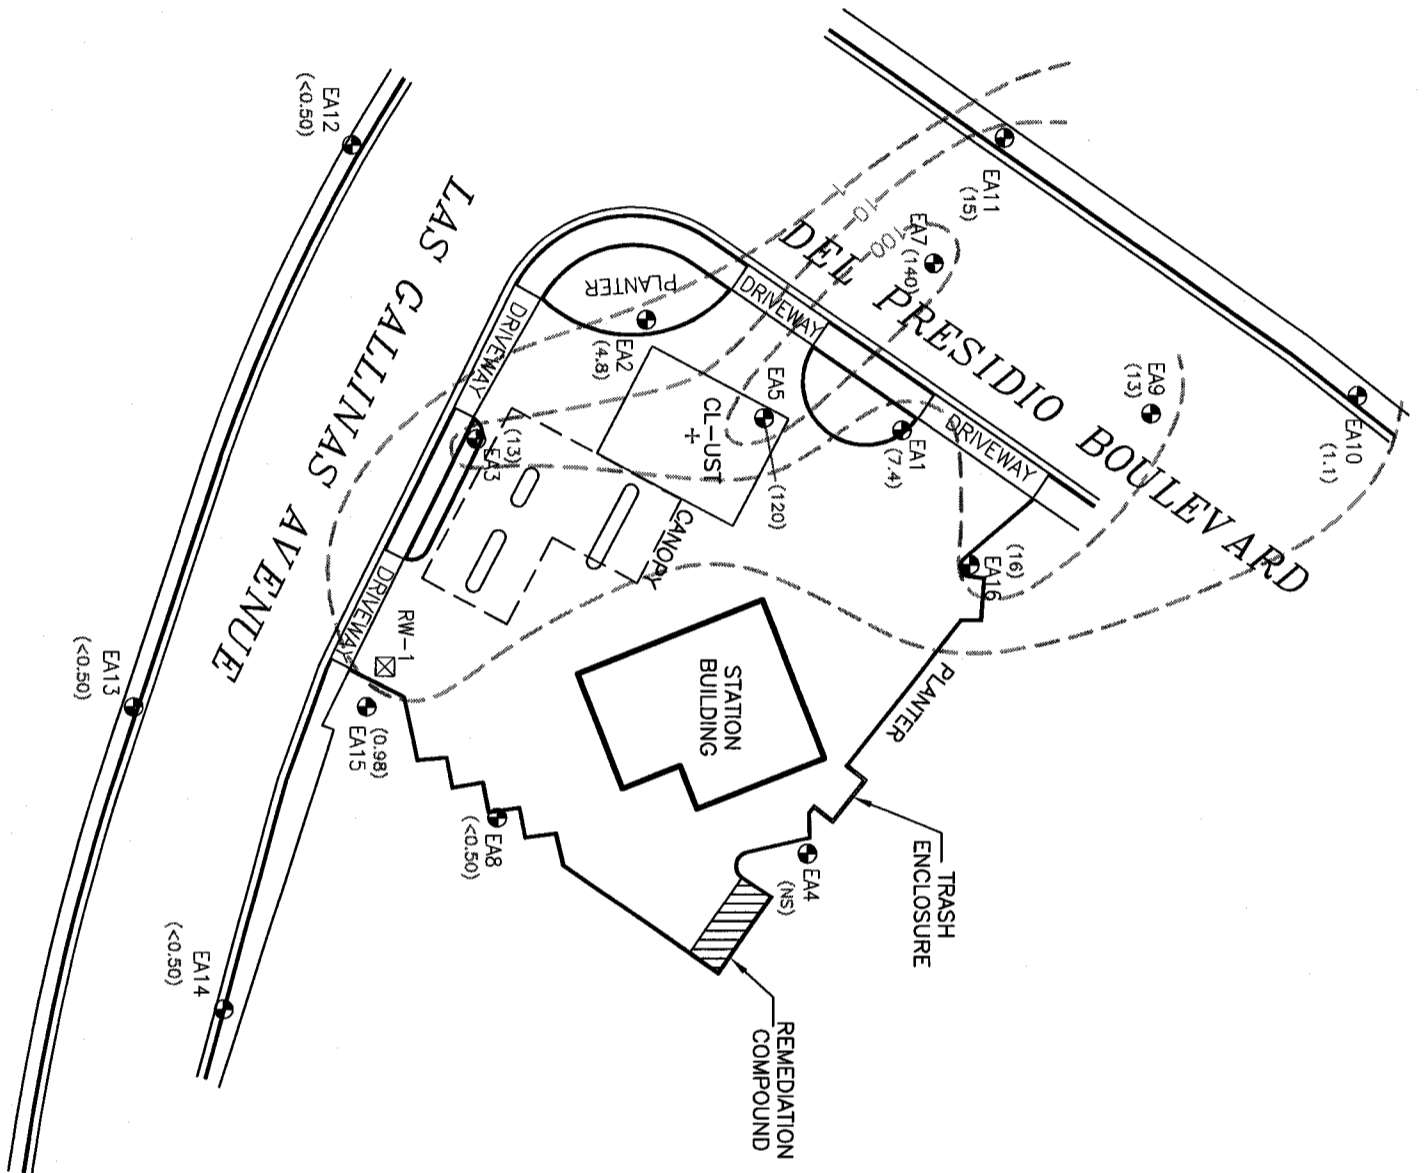 EA12
(<0.50)
LAS GALLINAS AVENUE
EA11
(15)
DEL PRESIDIO BOULEVARD
1
10
100
EA7
(140)
EA9
(13)
EA10
(1.1)
PLANTER
DRIVEWAY
DRIVEWAY
EA2
(4.8)
EA5
(120)
CL-UST
EA1
(7.4)
DRIVEWAY
EA3
(13)
CANOPY
EA16
(16)
DRIVEWAY
RW-1
EA15
(0.98)
STATION
BUILDING
PLANTER
EA13
(<0.50)
EA8
(<0.50)
EA4
(NS)
TRASH
ENCLOSURE
EA14
(<0.50)
REMEDIATION
COMPOUND